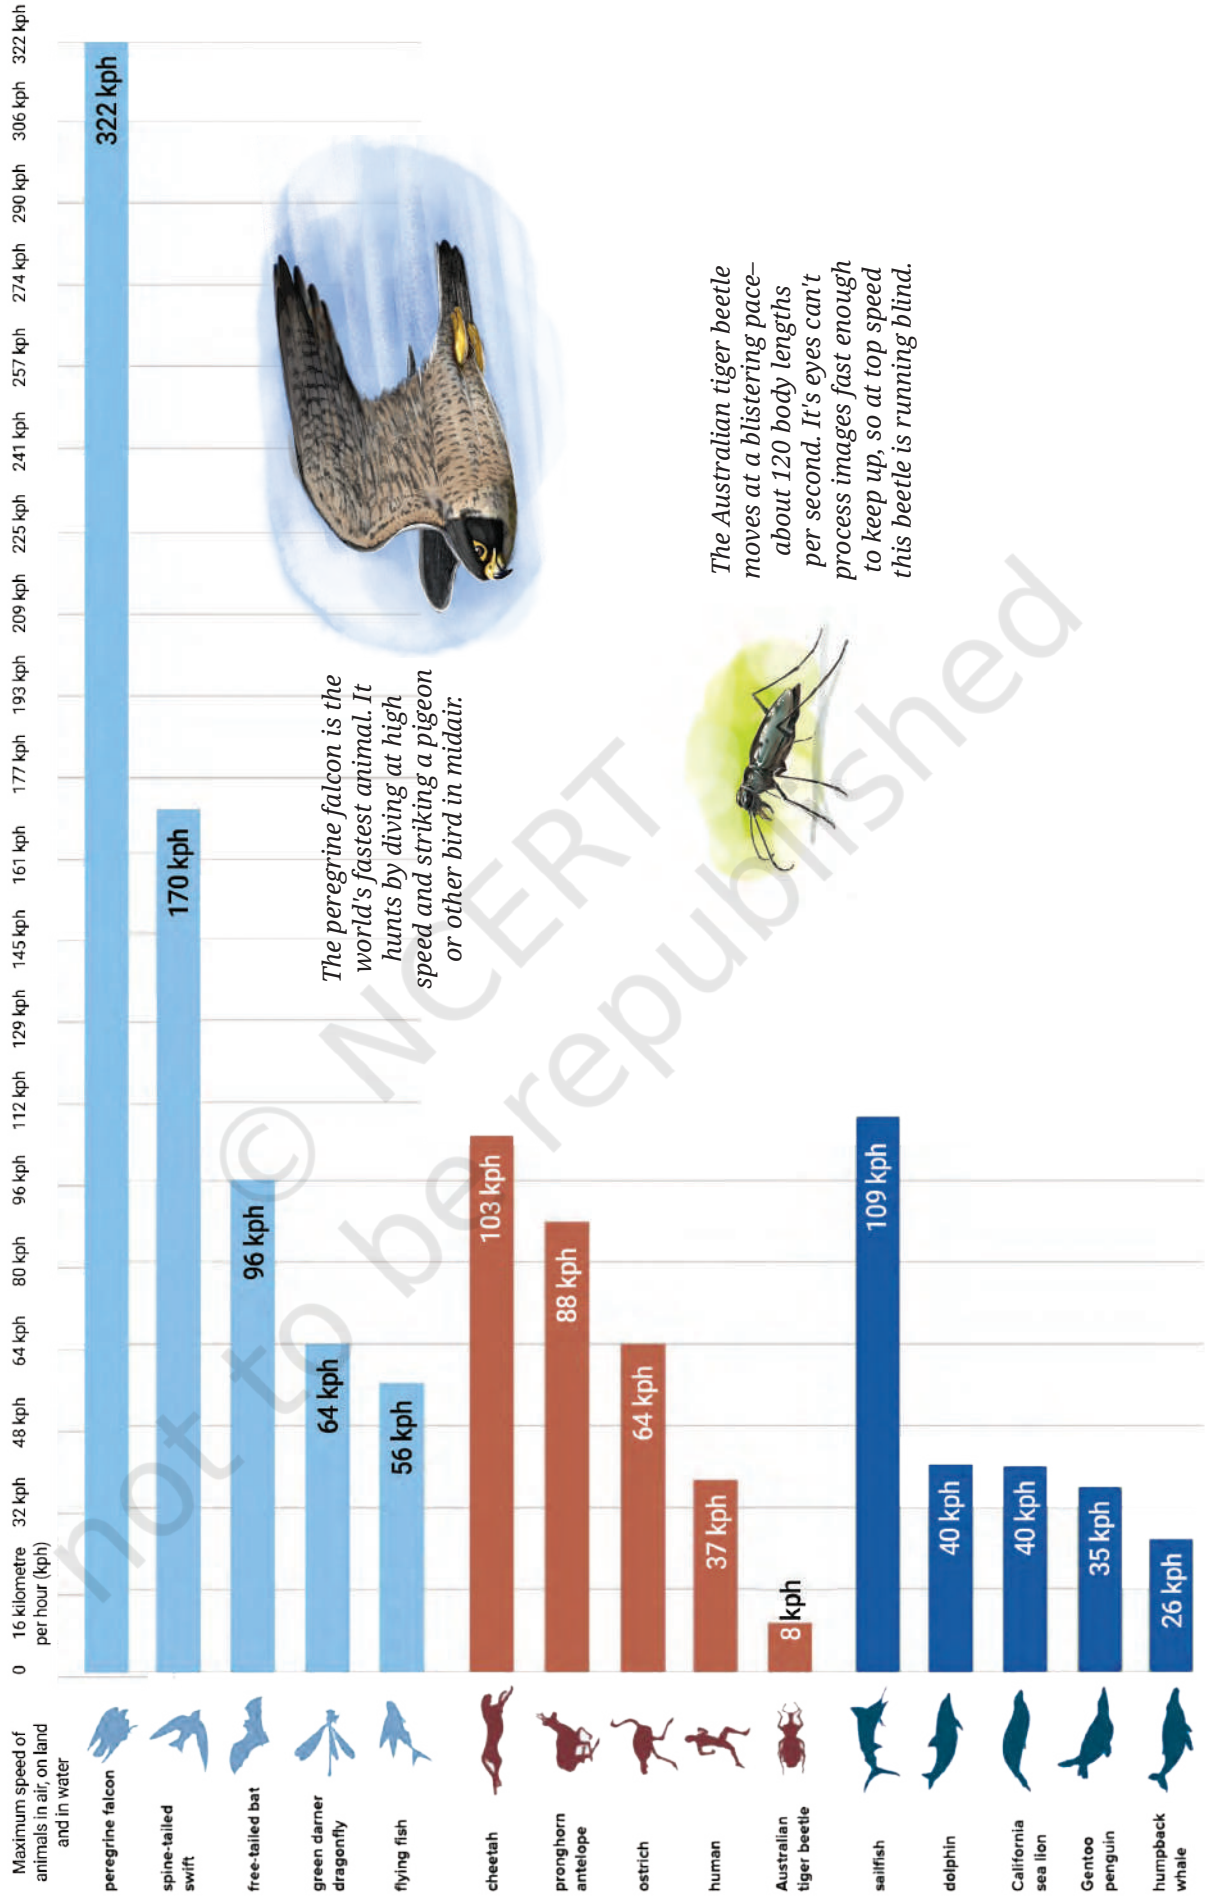 Maximum speed of
animals in air, on land
and in water
0
16 kilometre
per hour (kph)
32 kph
48 kph
64 kph
80 kph
96 kph
112 kph
129 kph
145 kph
161 kph
177 kph
193 kph
209 kph
225 kph
241 kph
257 kph
274 kph
290 kph
306 kph
322 kph
peregrine falcon
322 kph
spine-tailed
swift
170 kph
free-tailed bat
96 kph
green darner
dragonfly
64 kph
flying fish
56 kph
The peregrine falcon is the
world's fastest animal. It
hunts by diving at high
speed and striking a pigeon
or other bird in midair.
cheetah
103 kph
pronghorn
antelope
88 kph
ostrich
64 kph
human
37 kph
Australian
tiger beetle
8 kph
The Australian tiger beetle
moves at a blistering pace–
about 120 body lengths
per second. It's eyes can't
process images fast enough
to keep up, so at top speed
this beetle is running blind.
sailfish
109 kph
dolphin
40 kph
California
sea lion
40 kph
Gentoo
penguin
35 kph
humpback
whale
26 kph
© NCERT
not to be republished